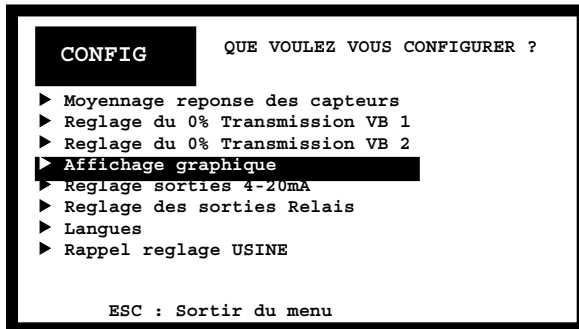 CONFIG
QUE VOULEZ VOUS CONFIGURER ?
Moyennage reponse des capteurs
Reglage du 0% Transmission VB 1
Reglage du 0% Transmission VB 2
Affichage graphique
Reglage sorties 4-20mA
Reglage des sorties Relais
Langues
Rappel reglage USINE
ESC : Sortir du menu